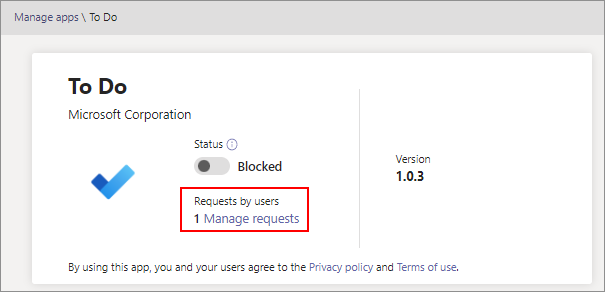 Manage apps \ To Do
To Do
Microsoft Corporation
Status
Blocked
Requests by users
1 Manage requests
Version
1.0.3
By using this app, you and your users agree to the Privacy policy and Terms of use.